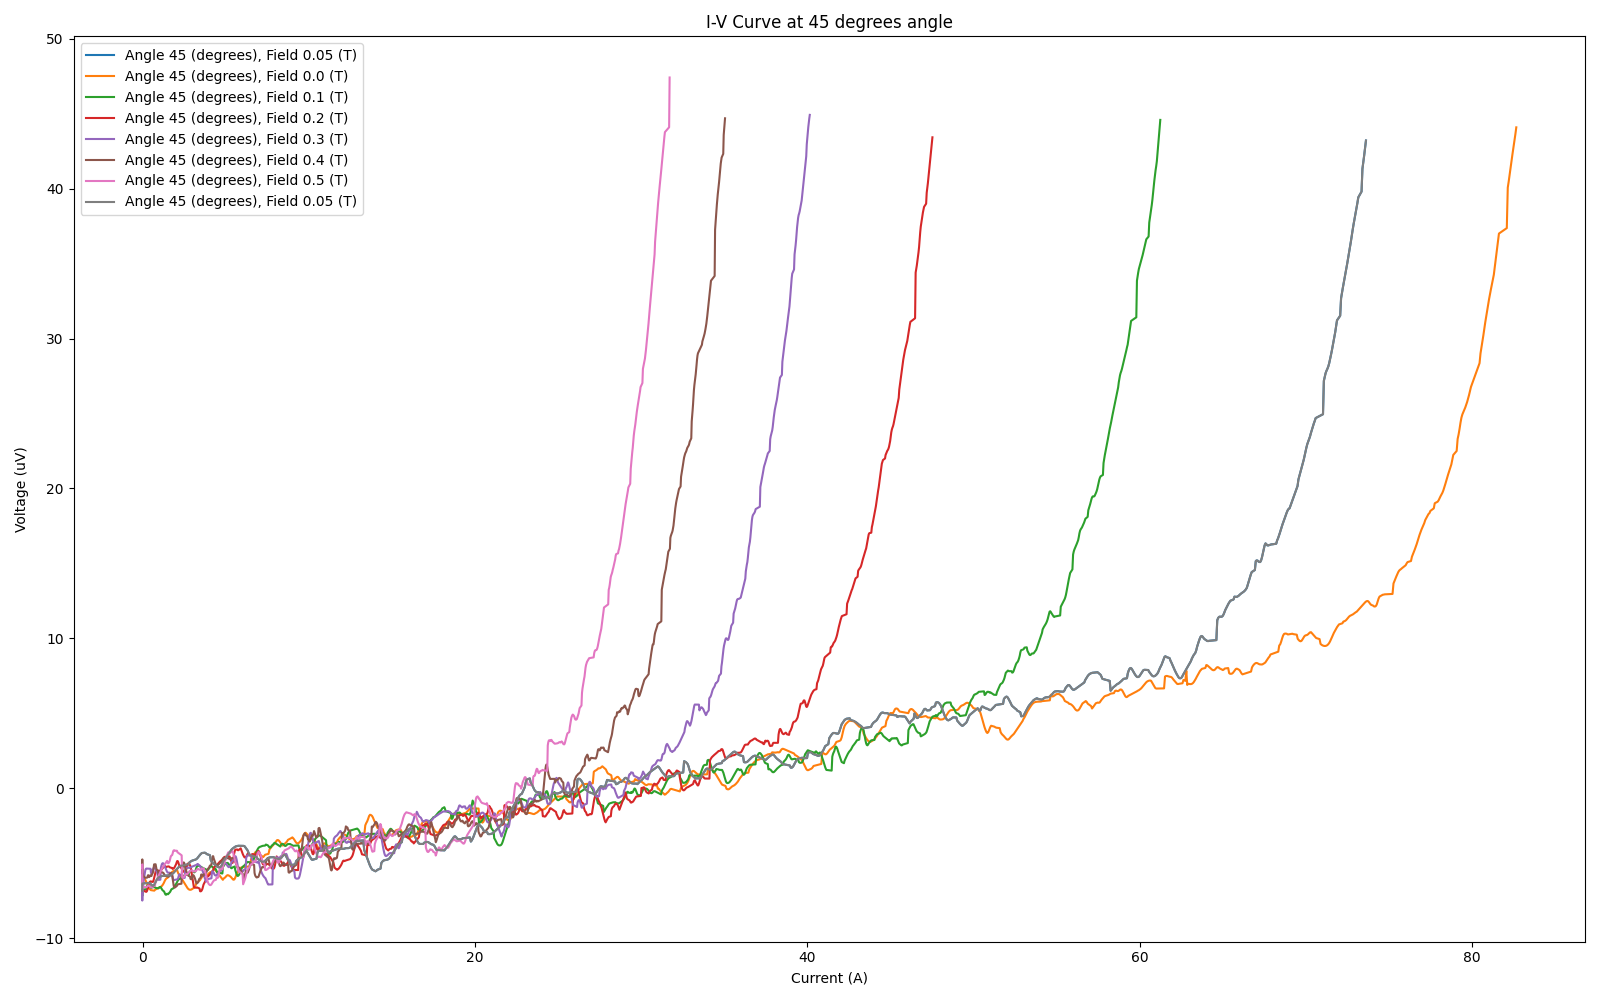 I-V Curve at 45 degrees angle
Angle 45 (degrees), Field 0.05 (T)
Angle 45 (degrees), Field 0.0 (T)
Angle 45 (degrees), Field 0.1 (T)
Angle 45 (degrees), Field 0.2 (T)
Angle 45 (degrees), Field 0.3 (T)
Angle 45 (degrees), Field 0.4 (T)
Angle 45 (degrees), Field 0.5 (T)
Angle 45 (degrees), Field 0.05 (T)
50
40
30
20
10
0
−10
Voltage (uV)
0 20 40 60 80
Current (A)